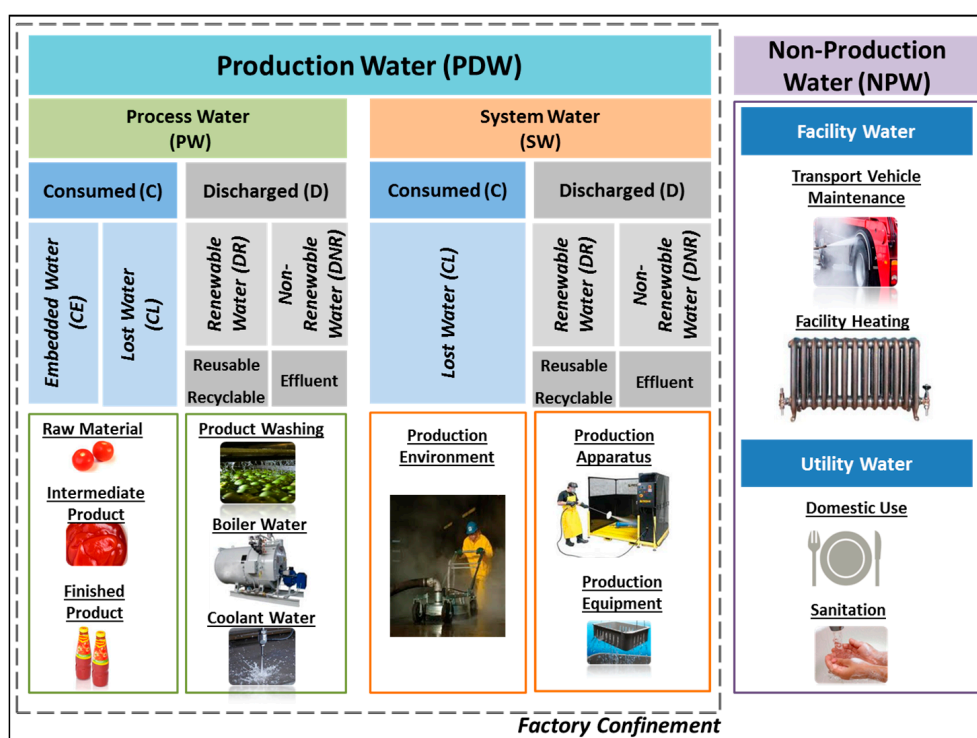 Production Water (PDW)
Process Water
(PW)
Consumed (C)
Discharged (D)
Embedded Water
(CE)
Lost Water
(CL)
Renewable
Water (DR)
Non-
Renewable
Water (DNR)
Reusable
Recyclable
Effluent
Raw Material
Intermediate
Product
Finished
Product
Product Washing
Boiler Water
Coolant Water
System Water
(SW)
Consumed (C)
Discharged (D)
Lost Water (CL)
Renewable
Water (DR)
Non-
Renewable
Water (DNR)
Reusable
Recyclable
Effluent
Production
Environment
Production
Apparatus
Production
Equipment
Factory Confinement
Non-Production
Water (NPW)
Facility Water
Transport Vehicle
Maintenance
Facility Heating
Utility Water
Domestic Use
Sanitation